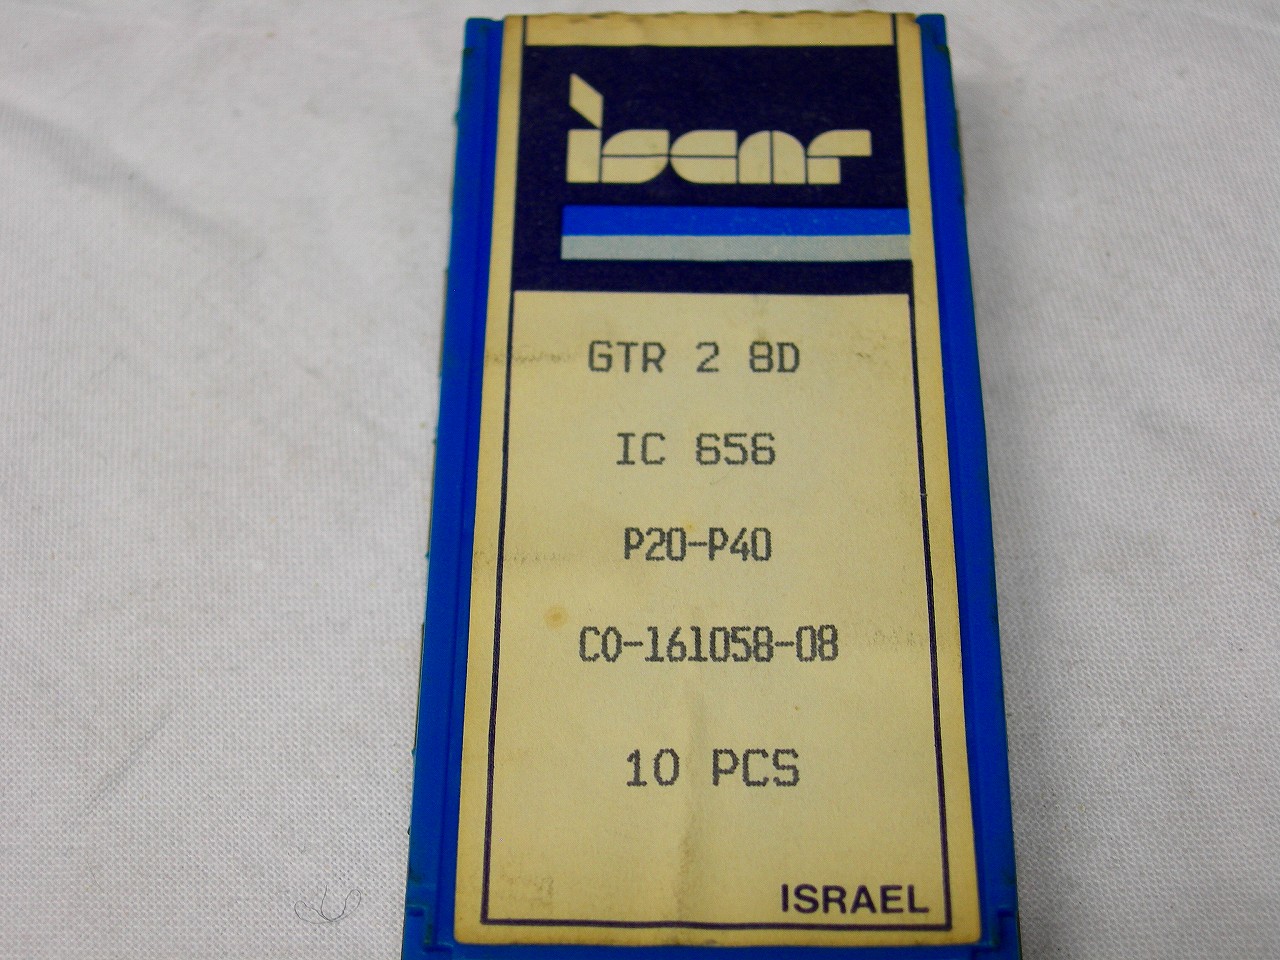 iscar
GTR 2 8D
IC 656
P20-P40
CO-161058-08
10 PCS
ISRAEL